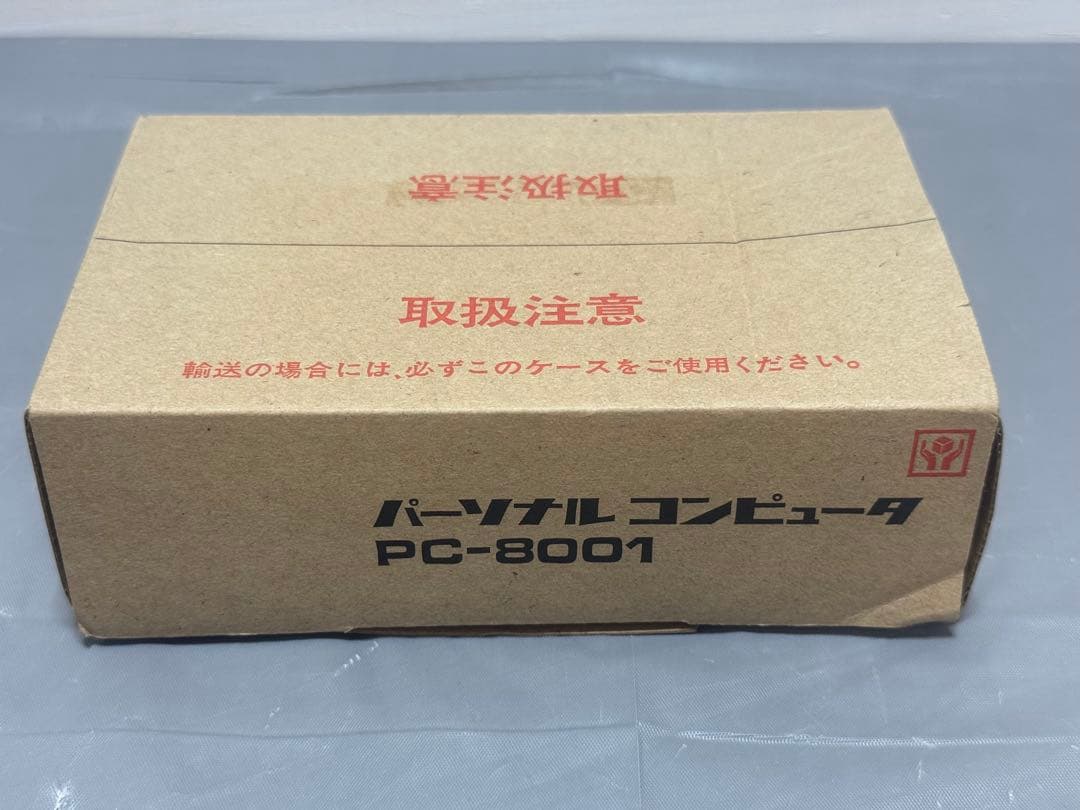 取扱注意
取扱注意
輸送の場合には、必ずこのケースをご使用ください。
パーソナルコンピュータ
PC-8001